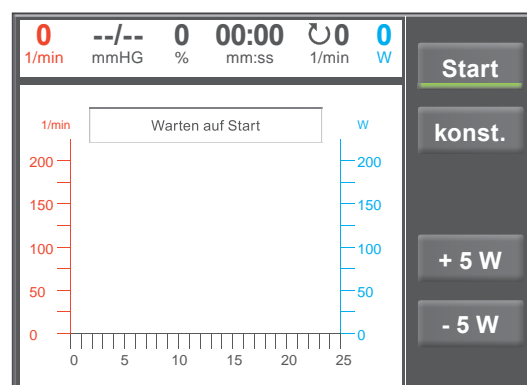 0 --/-- 0 00:00 ↻0 0
1/min mmHG % mm:ss 1/min W
Start
1/min Warten auf Start W
konst.
200 200
150 150
100 100
+ 5 W
50 50
- 5 W
0 0
0 5 10 15 20 25